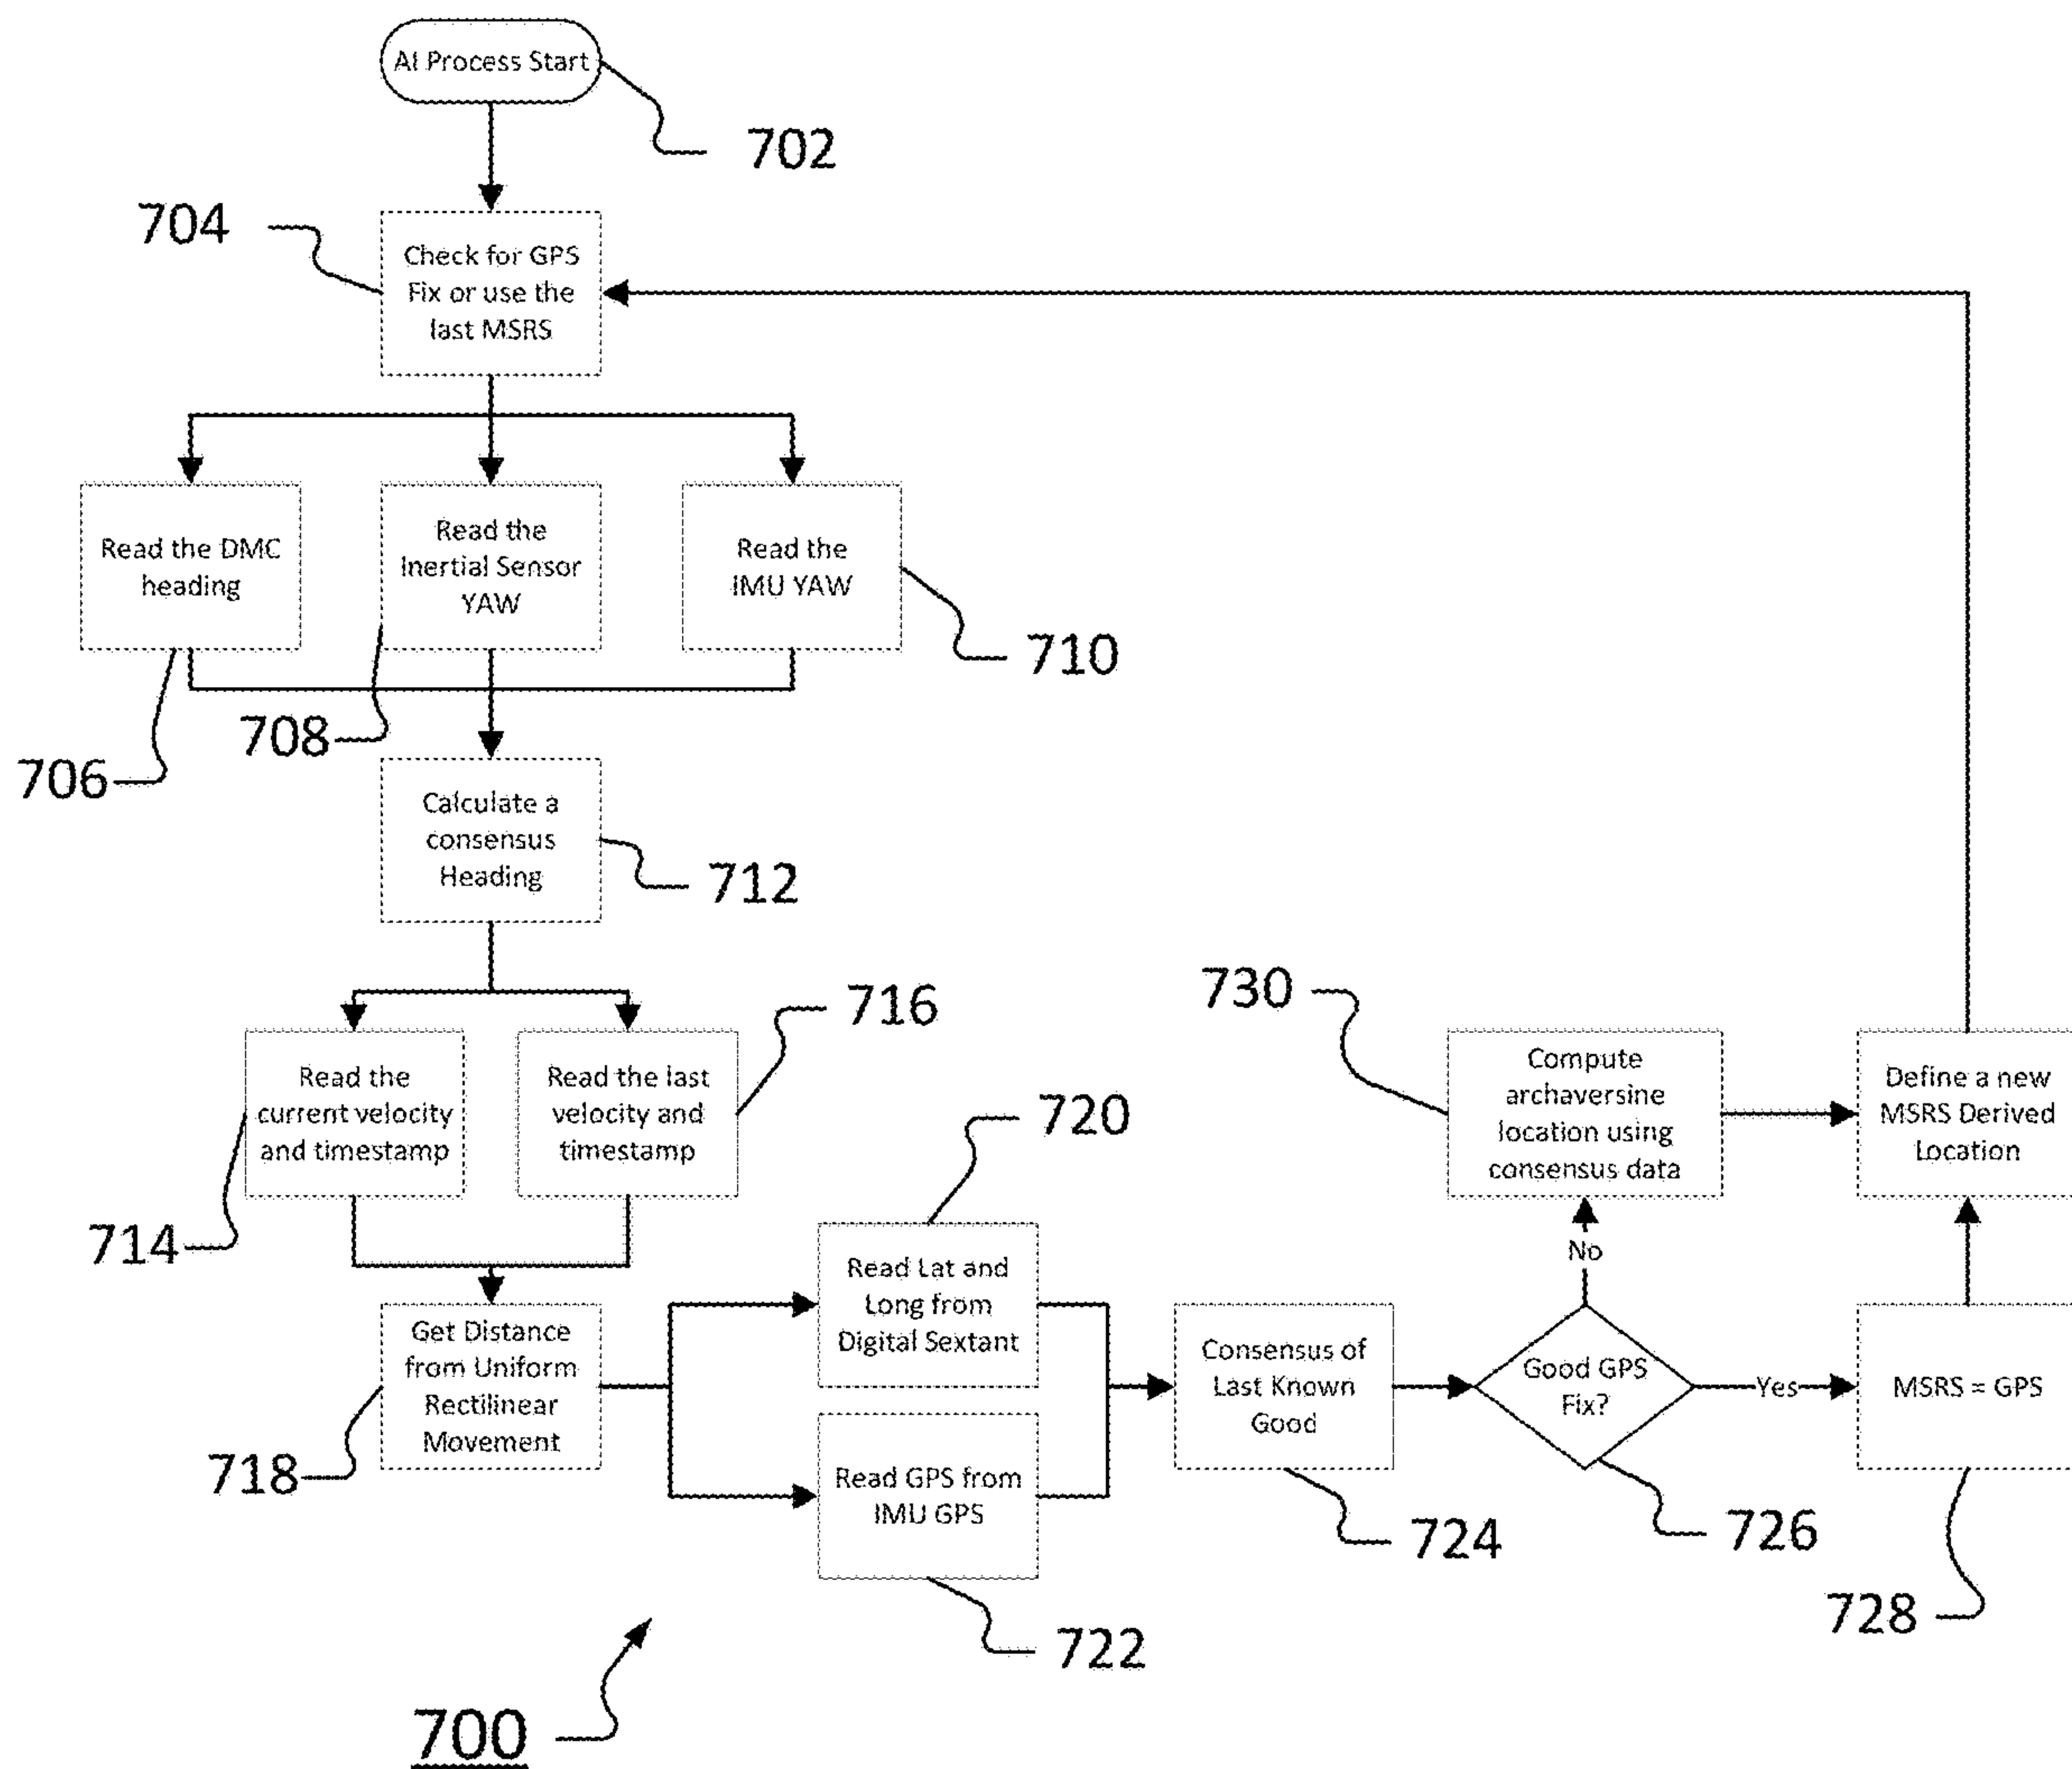 AI Process Start
702
704
Check for GPS
Fix or use the
last MSRS
Read the DMC
heading
Read the
Inertial Sensor
YAW
Read the
IMU YAW
710
708
706
Calculate a
consensus
Heading
712
716
730
Read the
current velocity
and timestamp
Read the last
velocity and
timestamp
Compute
archaversine
location using
consensus data
Define a new
MSRS Derived
Location
720
714
No
Read Lat and
Long from
Digital Sextant
Get Distance
from Uniform
Rectilinear
Movement
Consensus of
Last Known
Good
Good GPS
Fix?
Yes
MSRS = GPS
718
Read GPS from
IMU GPS
724
726
728
722
700